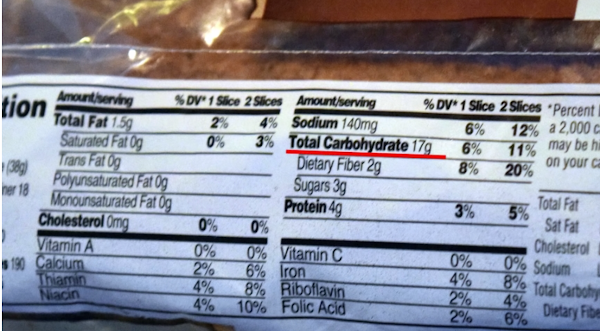 tion
(38g)
ner 18
s 190
Amount/serving % DV* 1 Slice 2 Slices
Total Fat 1.5g 2% 4%
Saturated Fat 0g 0% 3%
Trans Fat 0g
Polyunsaturated Fat 0g
Monounsaturated Fat 0g
Cholesterol 0mg 0% 0%
Vitamin A 0% 0%
Calcium 2% 6%
Thiamin 4% 8%
Niacin 4% 10%
Amount/serving % DV* 1 Slice 2 Slices
Sodium 140mg 6% 12%
Total Carbohydrate 17g 6% 11%
Dietary Fiber 2g 8% 20%
Sugars 3g
Protein 4g 3% 5%
Vitamin C 0% 0%
Iron 4% 8%
Riboflavin 2% 4%
Folic Acid 2% 6%
*Percent
a 2,000 c
may be hi
on your ca
Total Fat
Sat Fat
Cholesterol
Sodium
Total Carbohy
Dietary Fibe